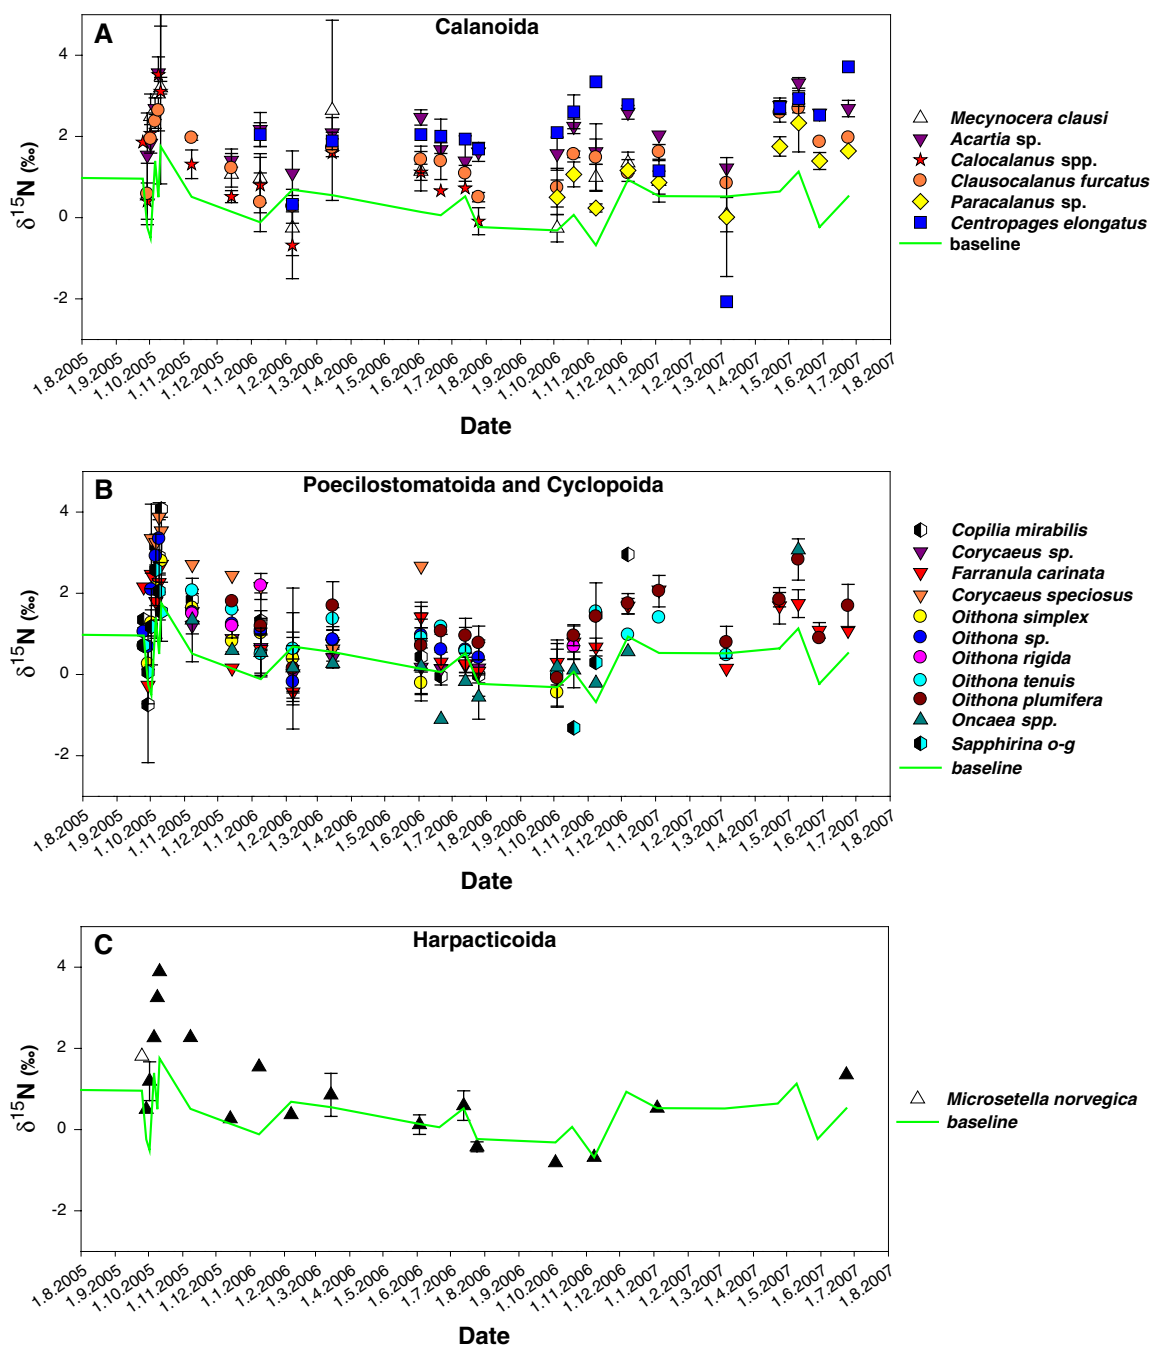 A
Calanoida
4
2
0
-2
δ15N (‰)
1.8.2005
1.9.2005
1.10.2005
1.11.2005
1.12.2005
1.1.2006
1.2.2006
1.3.2006
1.4.2006
1.5.2006
1.6.2006
1.7.2006
1.8.2006
1.9.2006
1.10.2006
1.11.2006
1.12.2006
1.1.2007
1.2.2007
1.3.2007
1.4.2007
1.5.2007
1.6.2007
1.7.2007
1.8.2007
Date
Mecynocera clausi
Acartia sp.
Calocalanus spp.
Clausocalanus furcatus
Paracalanus sp.
Centropages elongatus
baseline
B
Poecilostomatoida and Cyclopoida
4
2
0
-2
δ15N (‰)
1.8.2005
1.9.2005
1.10.2005
1.11.2005
1.12.2005
1.1.2006
1.2.2006
1.3.2006
1.4.2006
1.5.2006
1.6.2006
1.7.2006
1.8.2006
1.9.2006
1.10.2006
1.11.2006
1.12.2006
1.1.2007
1.2.2007
1.3.2007
1.4.2007
1.5.2007
1.6.2007
1.7.2007
1.8.2007
Date
Copilia mirabilis
Corycaeus sp.
Farranula carinata
Corycaeus speciosus
Oithona simplex
Oithona sp.
Oithona rigida
Oithona tenuis
Oithona plumifera
Oncaea spp.
Sapphirina o-g
baseline
C
Harpacticoida
4
2
0
-2
δ15N (‰)
1.8.2005
1.9.2005
1.10.2005
1.11.2005
1.12.2005
1.1.2006
1.2.2006
1.3.2006
1.4.2006
1.5.2006
1.6.2006
1.7.2006
1.8.2006
1.9.2006
1.10.2006
1.11.2006
1.12.2006
1.1.2007
1.2.2007
1.3.2007
1.4.2007
1.5.2007
1.6.2007
1.7.2007
1.8.2007
Date
Microsetella norvegica
baseline